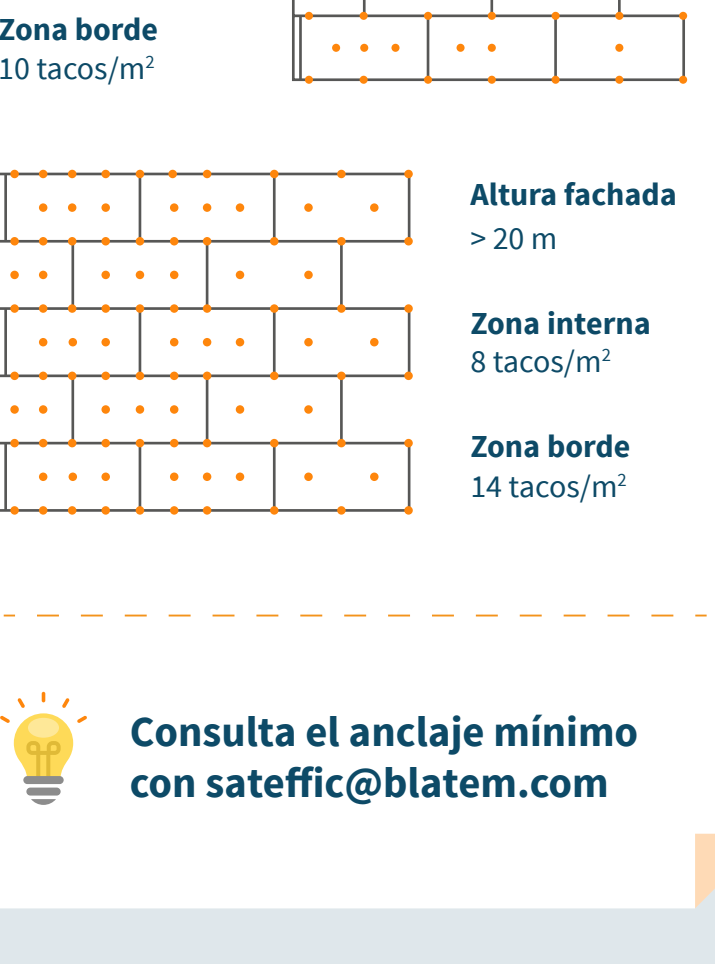 Zona borde
10 tacos/m²
Altura fachada
> 20 m
Zona interna
8 tacos/m²
Zona borde
14 tacos/m²
Consulta el anclaje mínimo
con sateffic@blatem.com